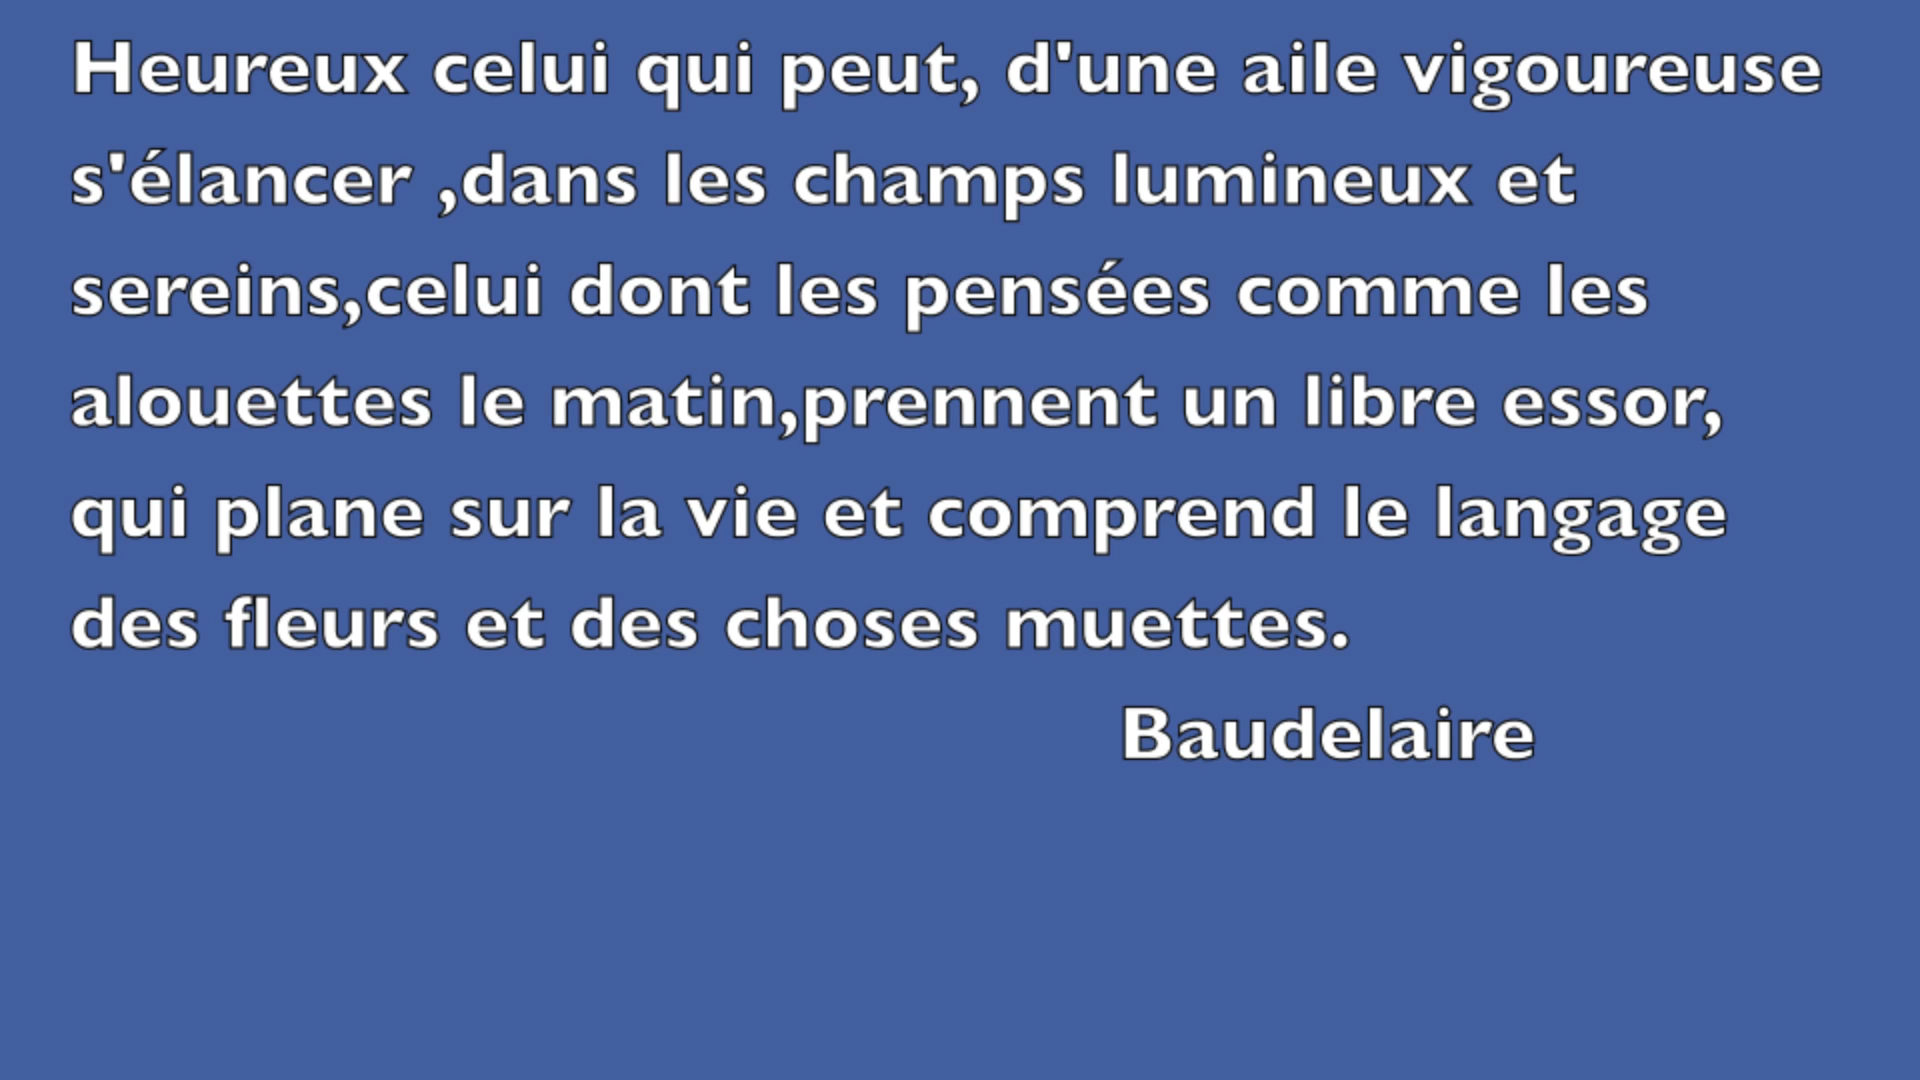 Heureux celui qui peut, d'une aile vigoureuse
s'élancer ,dans les champs lumineux et
sereins,celui dont les pensées comme les
alouettes le matin,prennent un libre essor,
qui plane sur la vie et comprend le langage
des fleurs et des choses muettes.
Baudelaire